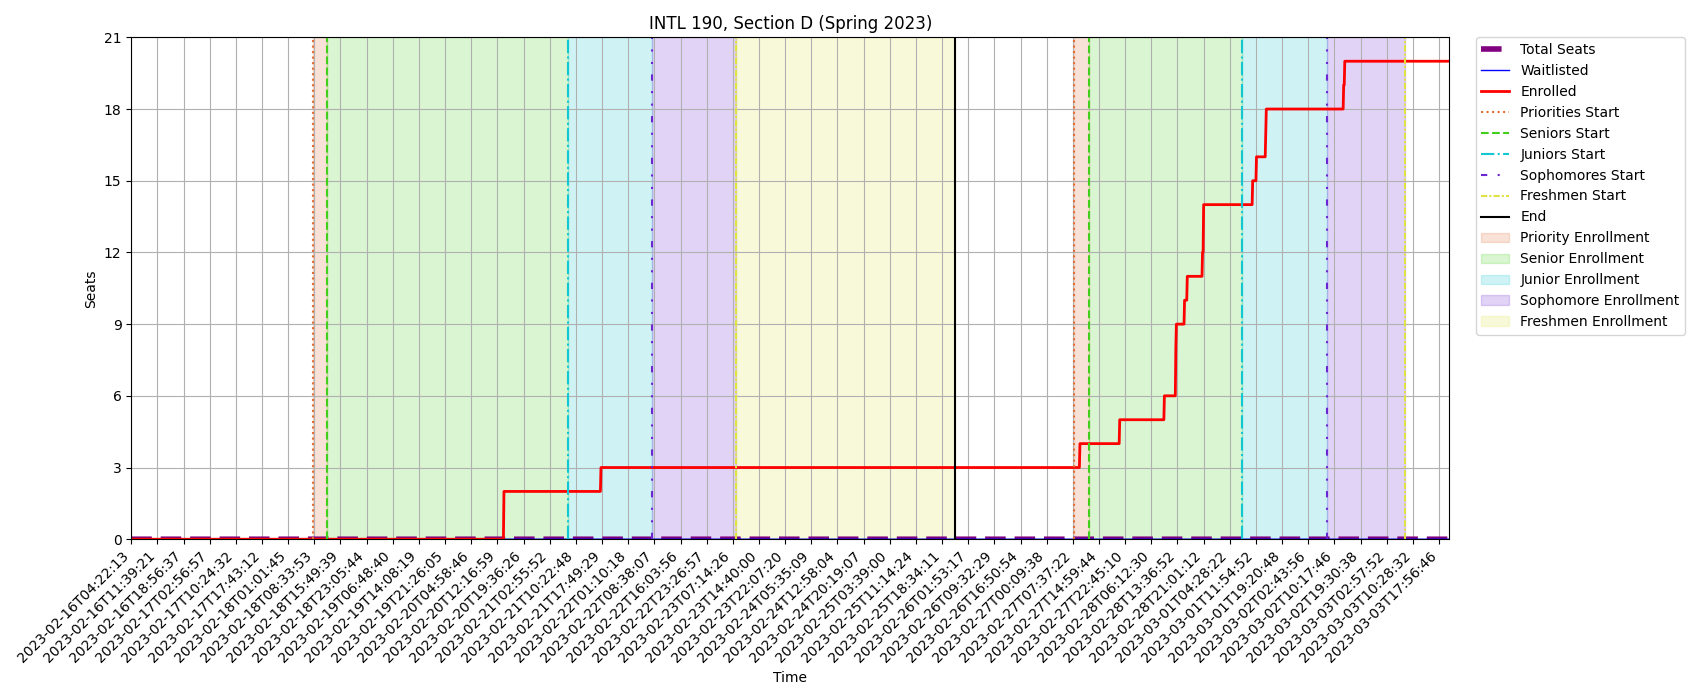 INTL 190, Section D (Spring 2023)
21
18
15
12
9
6
3
0
Seats
2023-02-16T04:22:13
2023-02-16T11:39:21
2023-02-16T18:56:37
2023-02-17T02:56:57
2023-02-17T10:24:32
2023-02-17T17:43:12
2023-02-18T01:01:45
2023-02-18T08:33:53
2023-02-18T15:49:39
2023-02-18T23:05:44
2023-02-19T06:48:40
2023-02-19T14:08:19
2023-02-19T21:26:05
2023-02-20T04:58:46
2023-02-20T12:16:59
2023-02-20T19:36:26
2023-02-21T02:55:52
2023-02-21T10:22:48
2023-02-21T17:49:29
2023-02-22T01:10:18
2023-02-22T08:38:07
2023-02-22T16:03:56
2023-02-22T23:26:57
2023-02-23T07:14:26
2023-02-23T14:40:00
2023-02-23T22:07:20
2023-02-24T05:35:09
2023-02-24T12:58:04
2023-02-24T20:19:07
2023-02-25T03:39:00
2023-02-25T11:14:24
2023-02-25T18:34:11
2023-02-26T01:53:17
2023-02-26T09:32:29
2023-02-26T16:50:54
2023-02-27T00:09:38
2023-02-27T07:37:22
2023-02-27T14:59:44
2023-02-27T22:45:10
2023-02-28T06:12:30
2023-02-28T13:36:52
2023-02-28T21:01:12
2023-03-01T04:28:22
2023-03-01T11:54:52
2023-03-01T19:20:48
2023-03-02T02:43:56
2023-03-02T10:17:46
2023-03-02T19:30:38
2023-03-03T02:57:52
2023-03-03T10:28:32
2023-03-03T17:56:46
Time
Total Seats
Waitlisted
Enrolled
Priorities Start
Seniors Start
Juniors Start
Sophomores Start
Freshmen Start
End
Priority Enrollment
Senior Enrollment
Junior Enrollment
Sophomore Enrollment
Freshmen Enrollment